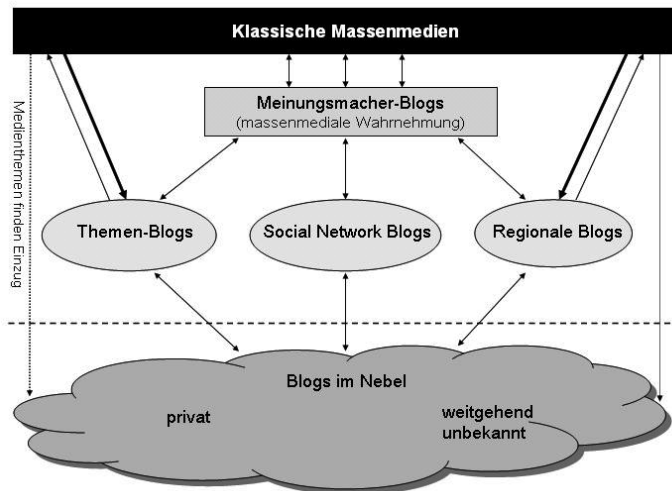 Klassische Massenmedien
Meinungsmacher-Blogs
(massenmediale Wahrnehmung)
Medienthemen finden Einzug
Themen-Blogs
Social Network Blogs
Regionale Blogs
Blogs im Nebel
privat
weitgehend
unbekannt